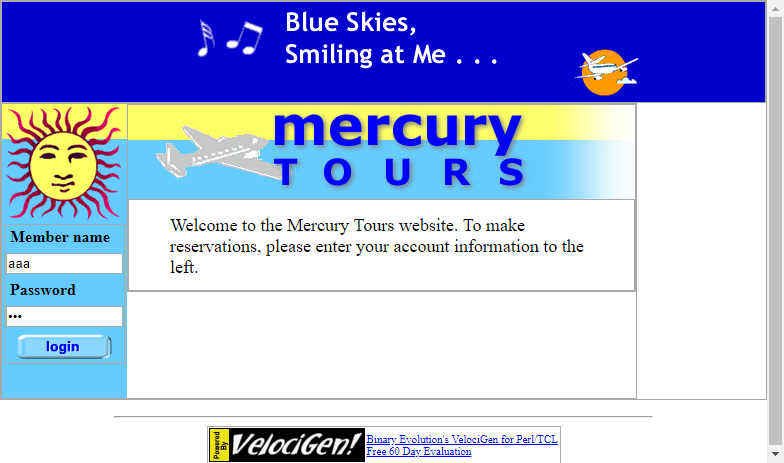 Blue Skies,
Smiling at Me . . .
mercury
TOURS
Member name
aaa
Password
•••
login
Welcome to the Mercury Tours website. To make
reservations, please enter your account information to the
left.
Powered
By
VelociGen!
Binary Evolution's VelociGen for Perl/TCL
Free 60 Day Evaluation